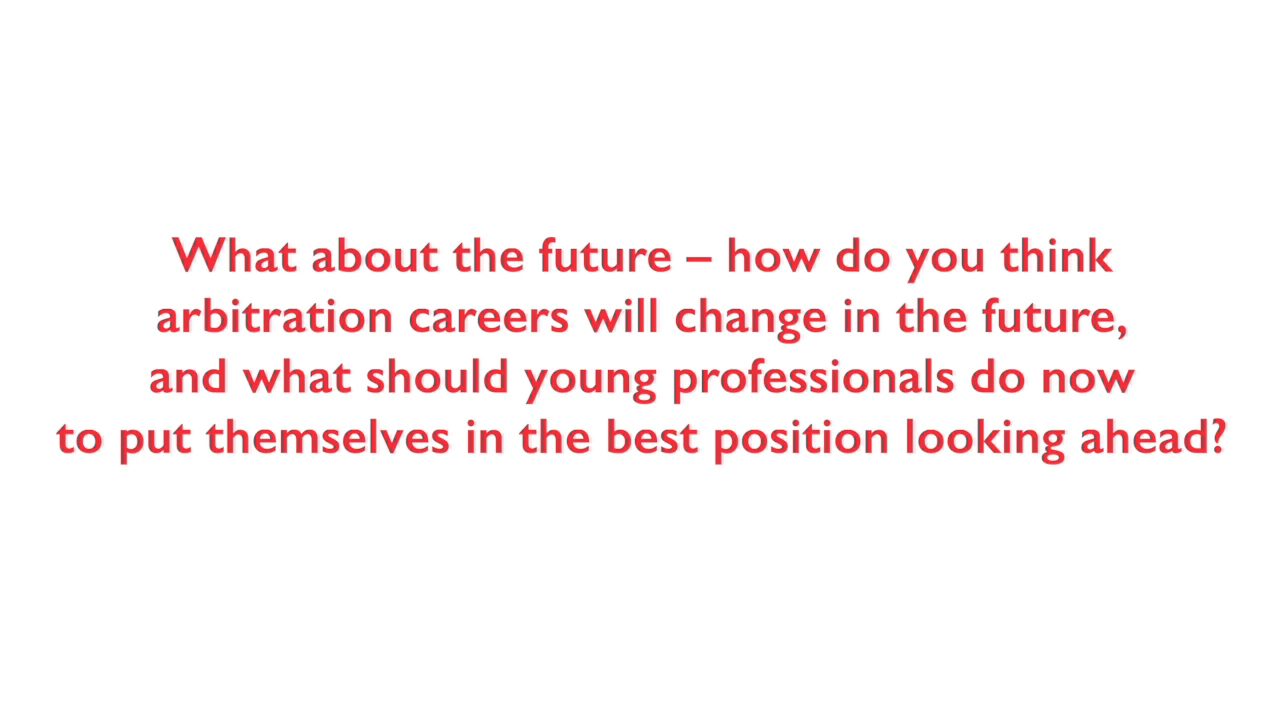 What about the future – how do you think
arbitration careers will change in the future,
and what should young professionals do now
to put themselves in the best position looking ahead?